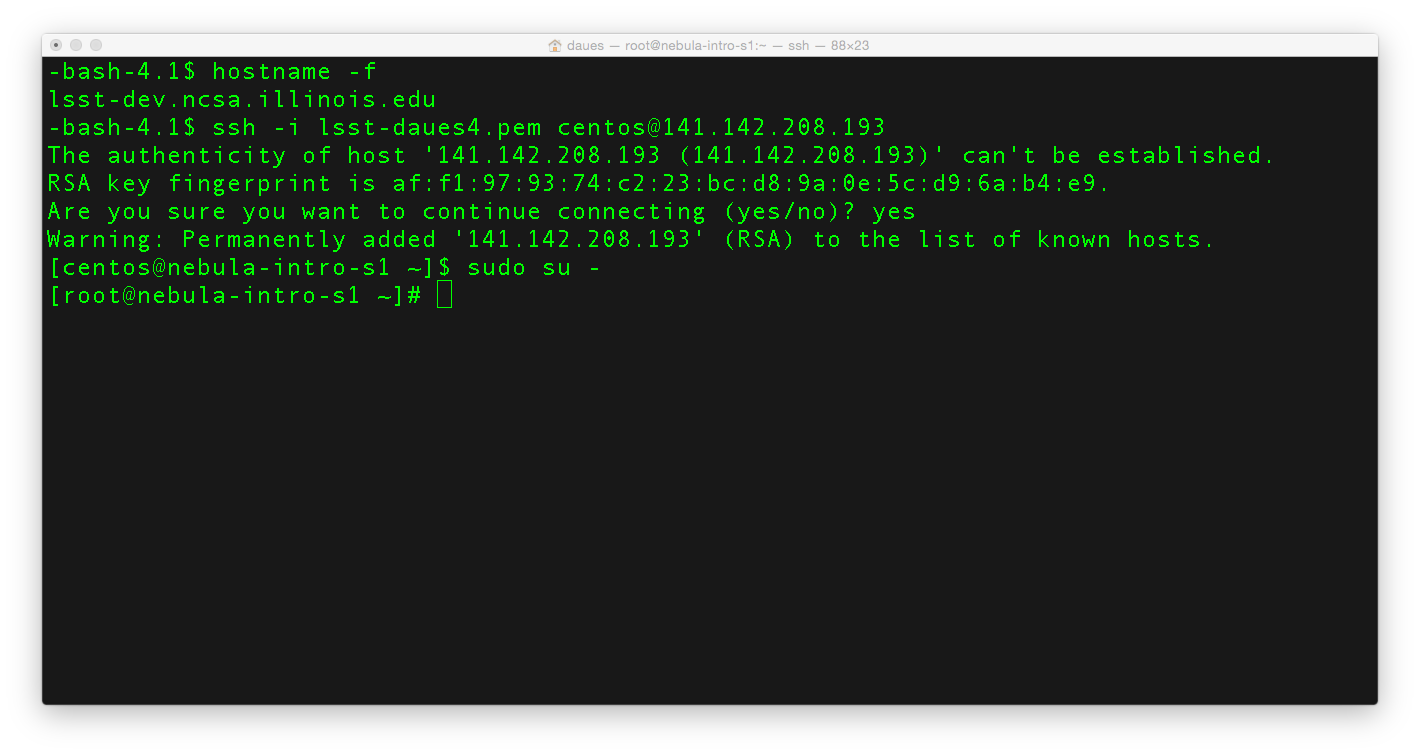 daues — root@nebula-intro-s1:~ — ssh — 88×23
-bash-4.1$ hostname -f
lsst-dev.ncsa.illinois.edu
-bash-4.1$ ssh -i lsst-daues4.pem centos@141.142.208.193
The authenticity of host '141.142.208.193 (141.142.208.193)' can't be established.
RSA key fingerprint is af:f1:97:93:74:c2:23:bc:d8:9a:0e:5c:d9:6a:b4:e9.
Are you sure you want to continue connecting (yes/no)? yes
Warning: Permanently added '141.142.208.193' (RSA) to the list of known hosts.
[centos@nebula-intro-s1 ~]$ sudo su -
[root@nebula-intro-s1 ~]#